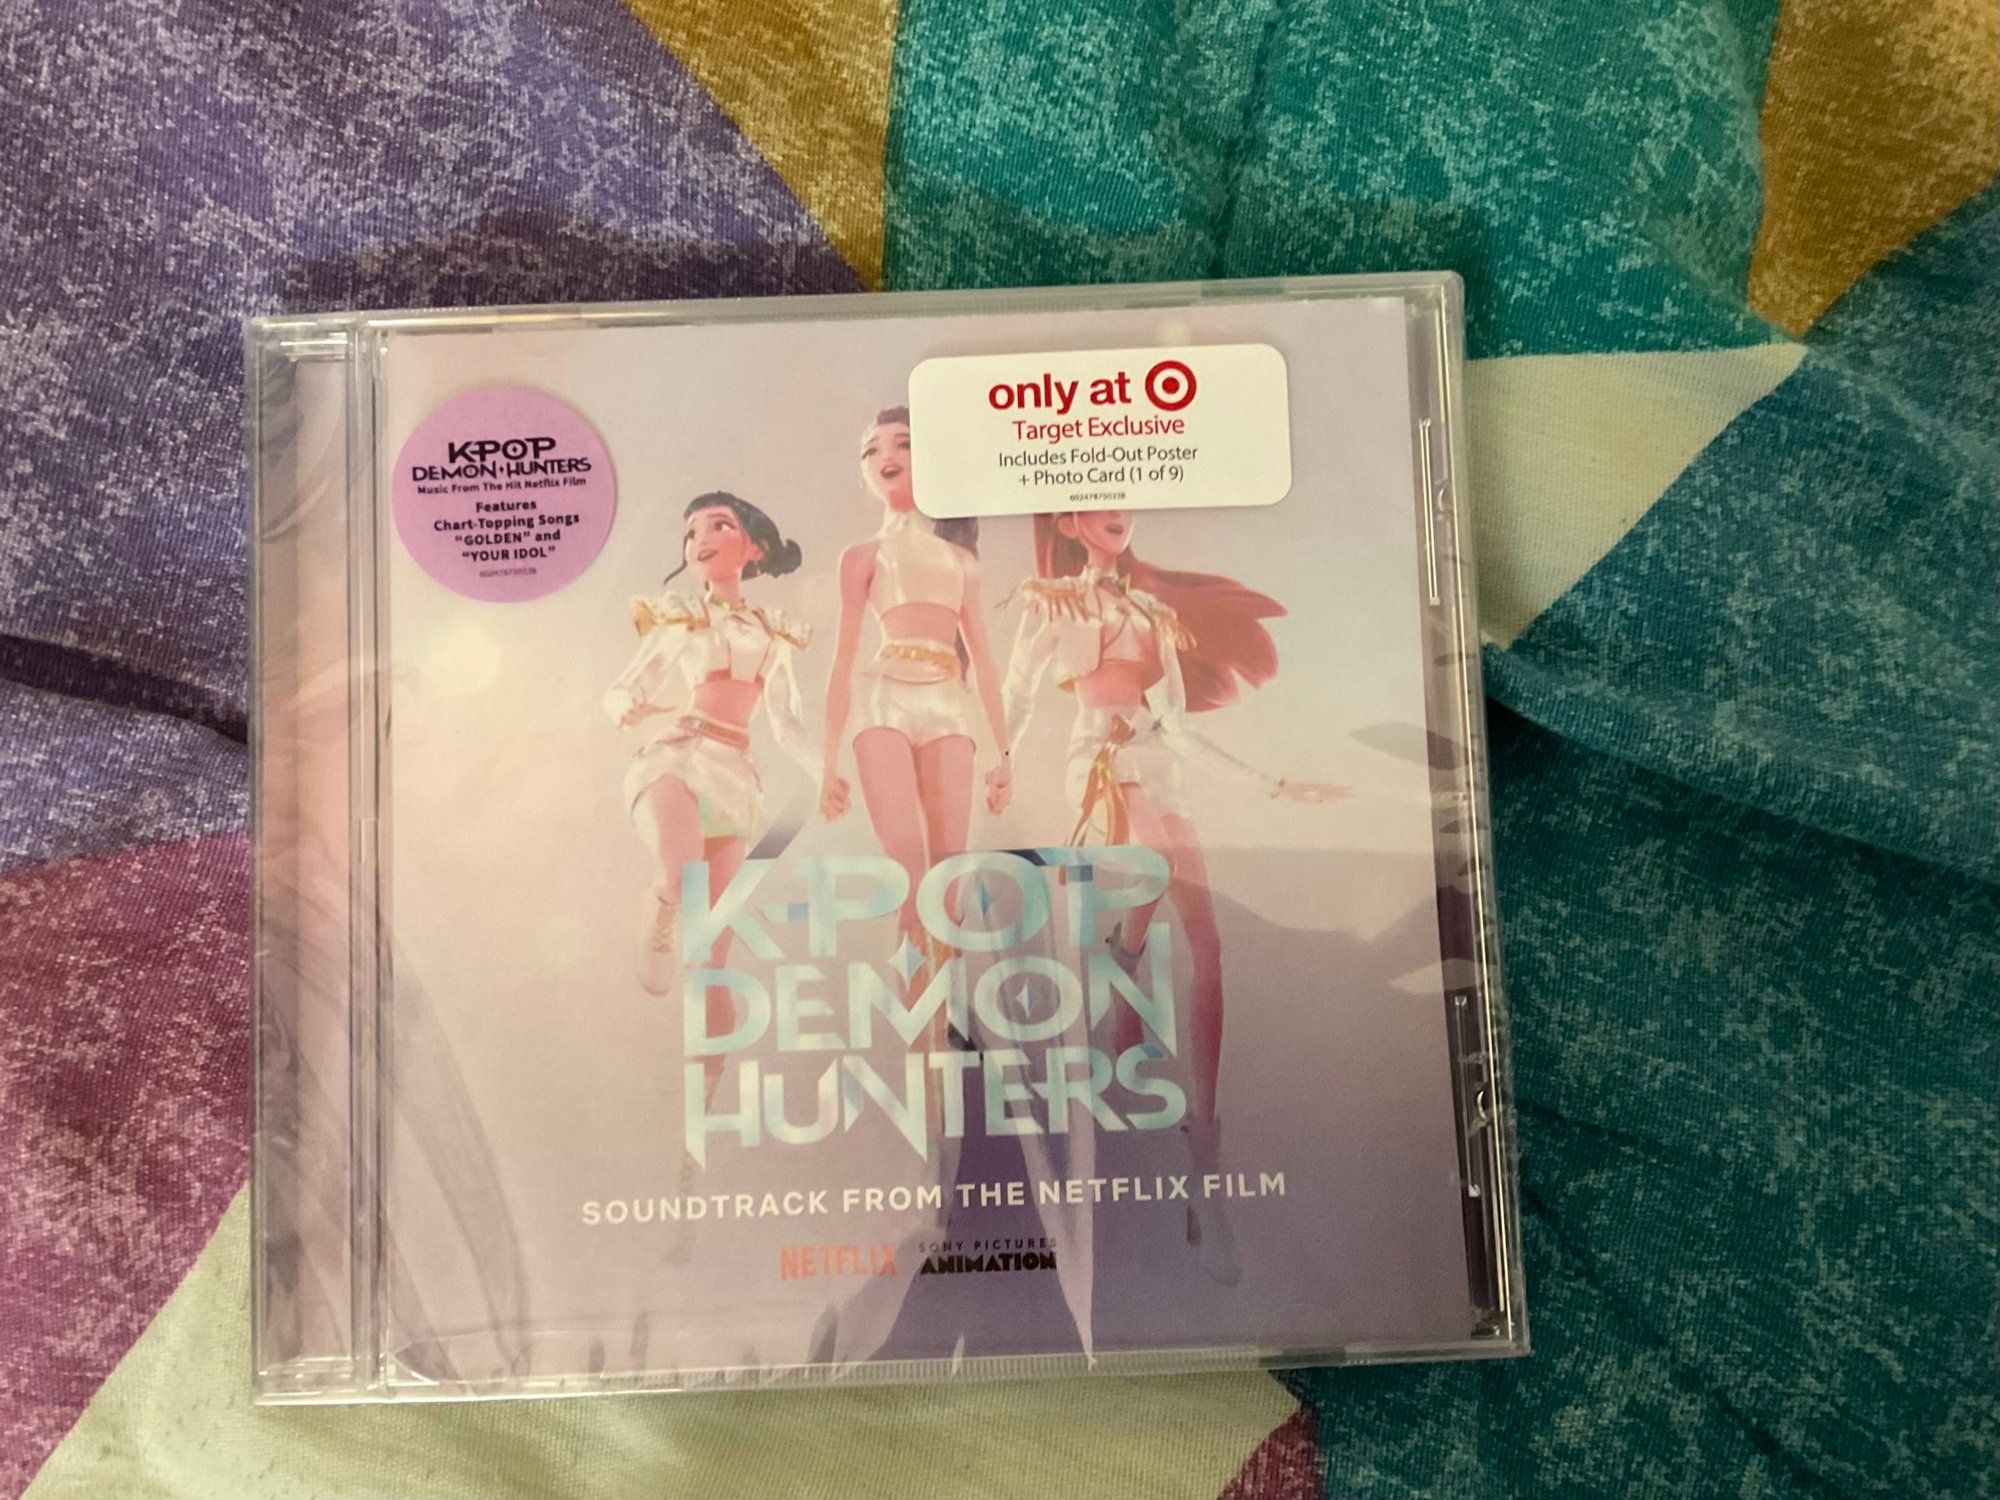 K-POP
DEMON HUNTERS
Music From The Hit Netflix Film
Features
Chart-Topping Songs
"GOLDEN" and
"YOUR IDOL"
only at
Target Exclusive
Includes Fold-Out Poster
+ Photo Card (1 of 9)
K-POP
DEMON
HUNTERS
SOUNDTRACK FROM THE NETFLIX FILM
NETFLIX
SONY PICTURES
ANIMATION